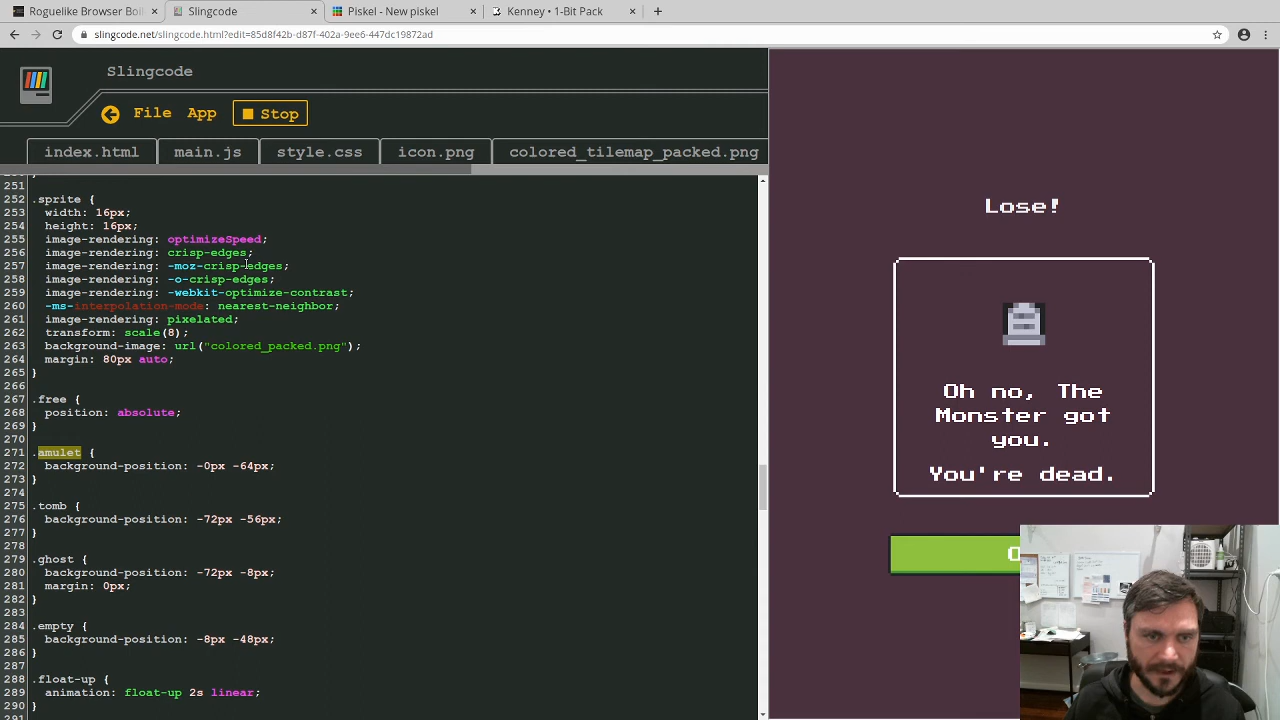 Roguelike Browser Boil
Slingcode
Piskel - New piskel
Kenney • 1-Bit Pack
slingcode.net/slingcode.html?edit=85d8f42b-d87f-402a-9ee6-447dc19872ad
Slingcode
File App Stop
index.html main.js style.css icon.png colored_tilemap_packed.png
251
252 .sprite {
253 width: 16px;
254 height: 16px;
255 image-rendering: optimizeSpeed;
256 image-rendering: crisp-edges;
257 image-rendering: -moz-crisp-edges;
258 image-rendering: -o-crisp-edges;
259 image-rendering: -webkit-optimize-contrast;
260 -ms-interpolation-mode: nearest-neighbor;
261 image-rendering: pixelated;
262 transform: scale(8);
263 background-image: url("colored_packed.png");
264 margin: 80px auto;
265 }
266
267 .free {
268 position: absolute;
269 }
270
271 .amulet {
272 background-position: -0px -64px;
273 }
274
275 .tomb {
276 background-position: -72px -56px;
277 }
278
279 .ghost {
280 background-position: -72px -8px;
281 margin: 0px;
282 }
283
284 .empty {
285 background-position: -8px -48px;
286 }
287
288 .float-up {
289 animation: float-up 2s linear;
290 }
Lose!
Oh no, The
Monster got
you.
You're dead.